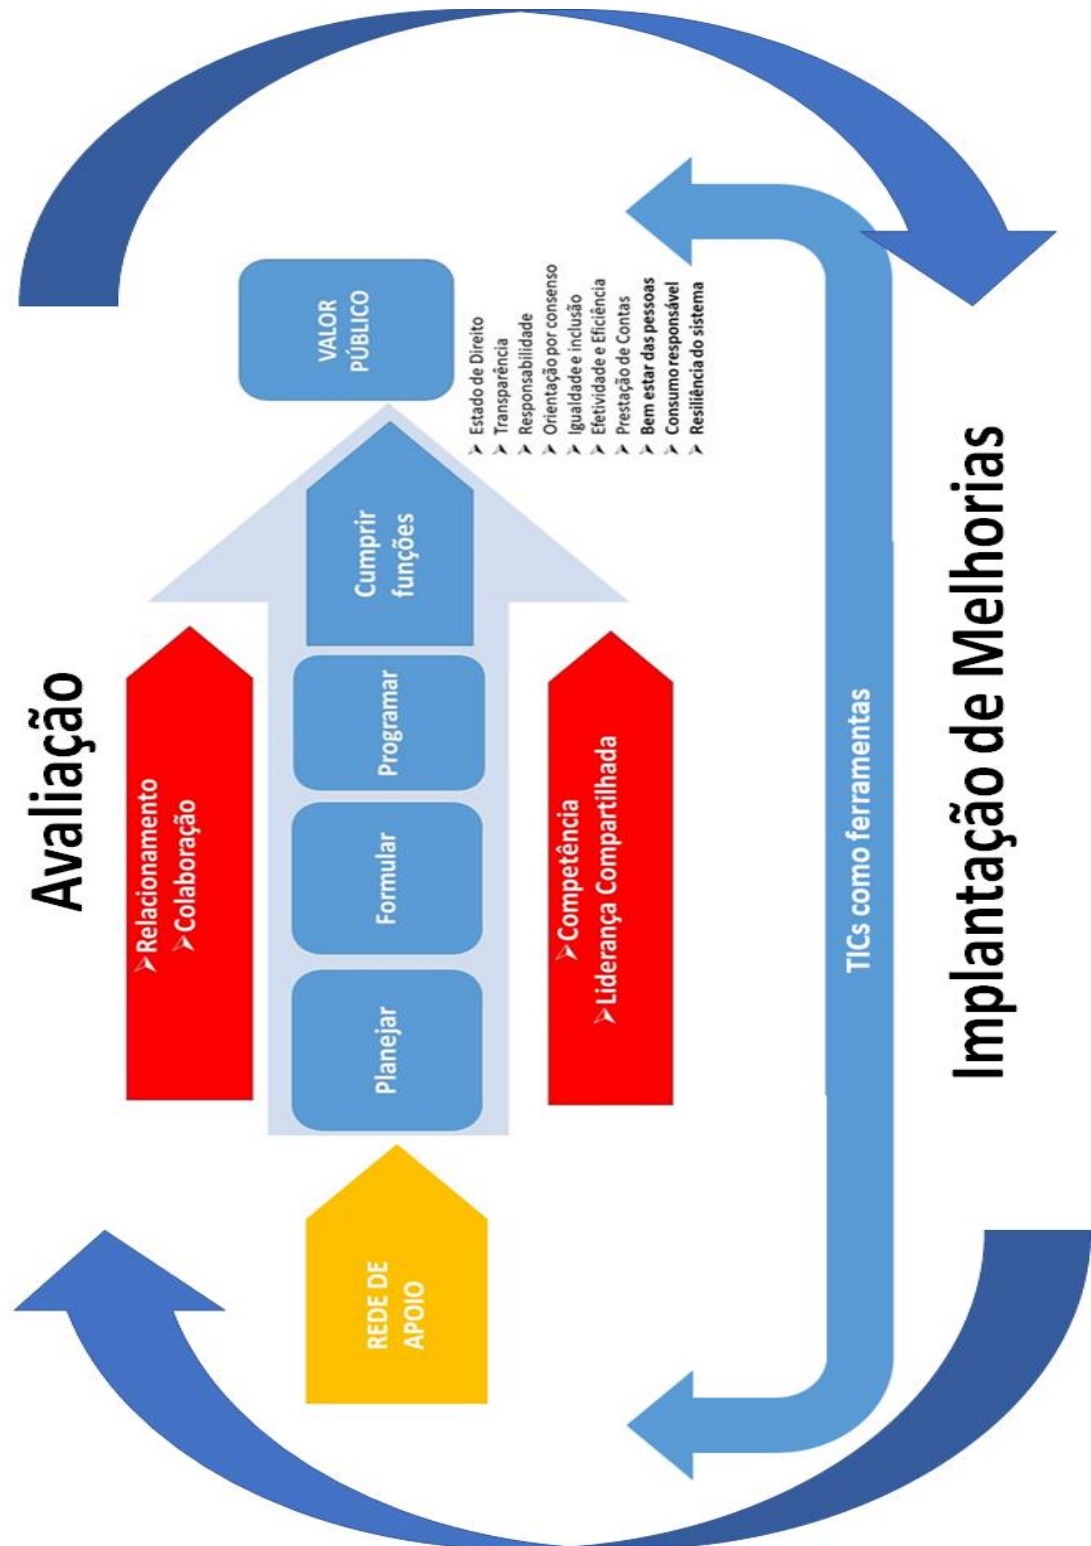 Avaliação
➤Relacionamento
➤Colaboração
REDE DE
APOIO
Planejar
Formular
Programar
Cumprir
funções
VALOR
PÚBLICO
➤ Estado de Direito
➤ Transparência
➤ Responsabilidade
➤ Orientação por consenso
➤ Igualdade e inclusão
➤ Efetividade e Eficiência
➤ Prestação de Contas
➤ Bem estar das pessoas
➤ Consumo responsável
➤ Resiliência do sistema
➤Competência
➤Liderança Compartilhada
TICs como ferramentas
Implantação de Melhorias